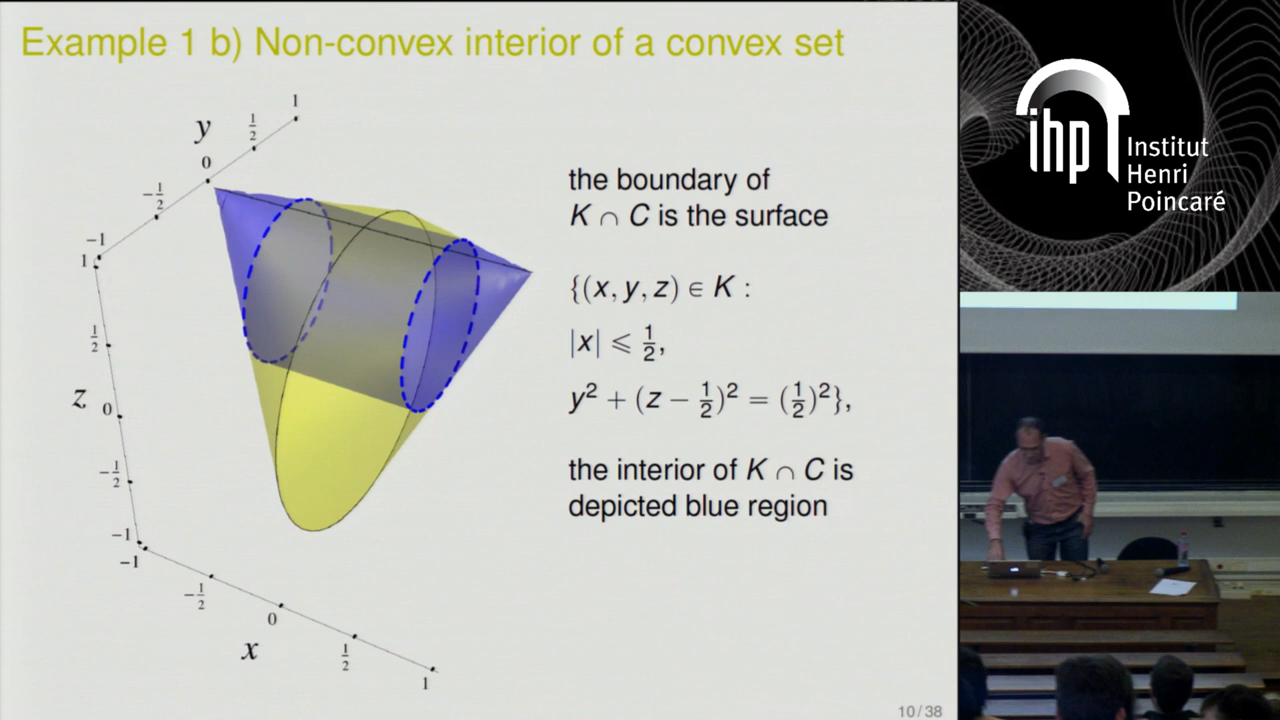 Example 1 b) Non-convex interior of a convex set
1
1/2
y
0
-1/2
-1
1
1/2
z
0
-1/2
-1
-1
-1/2
0
x
1/2
1
the boundary of
K ∩ C is the surface
{(x, y, z) ∈ K :
|x| ⩽ 1/2,
y² + (z − 1/2)² = (1/2)²},
the interior of K ∩ C is
depicted blue region
10/38
ihp
Institut
Henri
Poincaré